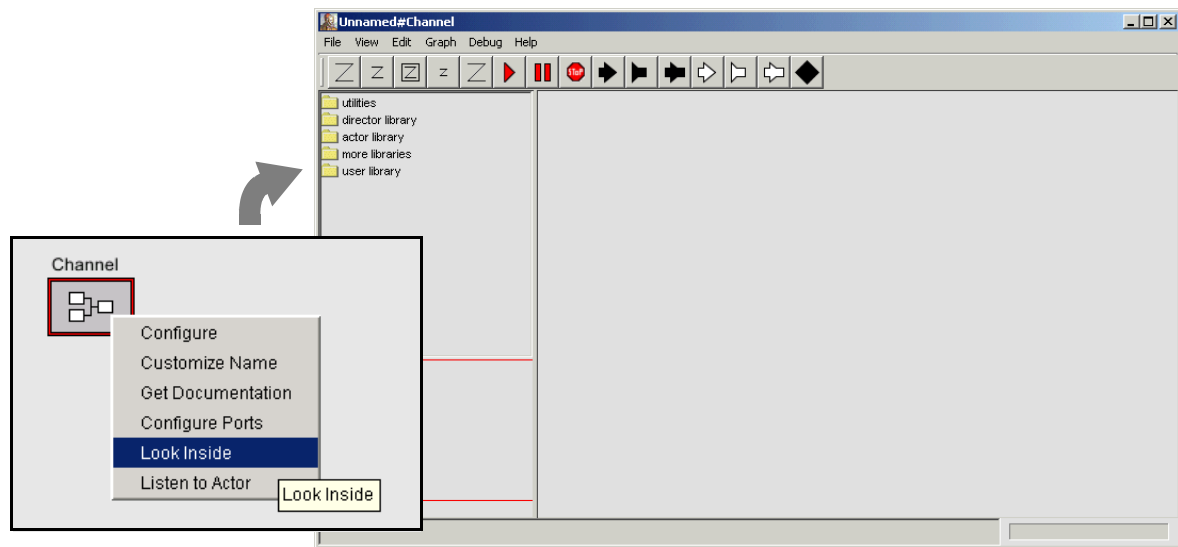 Unnamed#Channel
File View Edit Graph Debug Help
Z Z Z Z Z STOP
utilities
director library
actor library
more libraries
user library
Channel
Configure
Customize Name
Get Documentation
Configure Ports
Look Inside
Listen to Actor
Look Inside